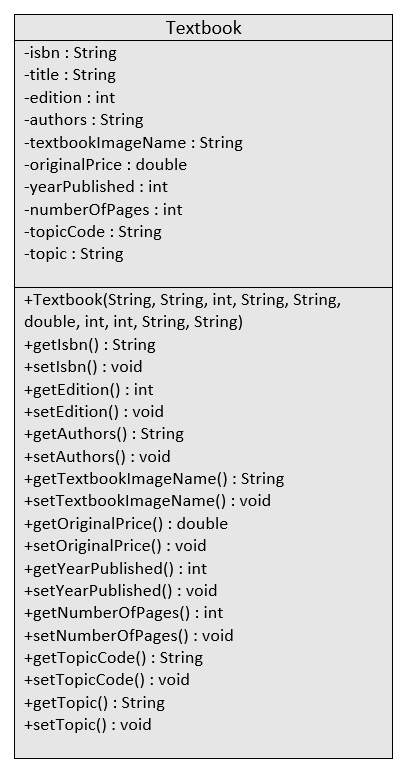 Textbook
-isbn : String
-title : String
-edition : int
-authors : String
-textbookImageName : String
-originalPrice : double
-yearPublished : int
-numberOfPages : int
-topicCode : String
-topic : String
+Textbook(String, String, int, String, String,
double, int, int, String, String)
+getIsbn() : String
+setIsbn() : void
+getEdition() : int
+setEdition() : void
+getAuthors() : String
+setAuthors() : void
+getTextbookImageName() : String
+setTextbookImageName() : void
+getOriginalPrice() : double
+setOriginalPrice() : void
+getYearPublished() : int
+setYearPublished() : void
+getNumberOfPages() : int
+setNumberOfPages() : void
+getTopicCode() : String
+setTopicCode() : void
+getTopic() : String
+setTopic() : void